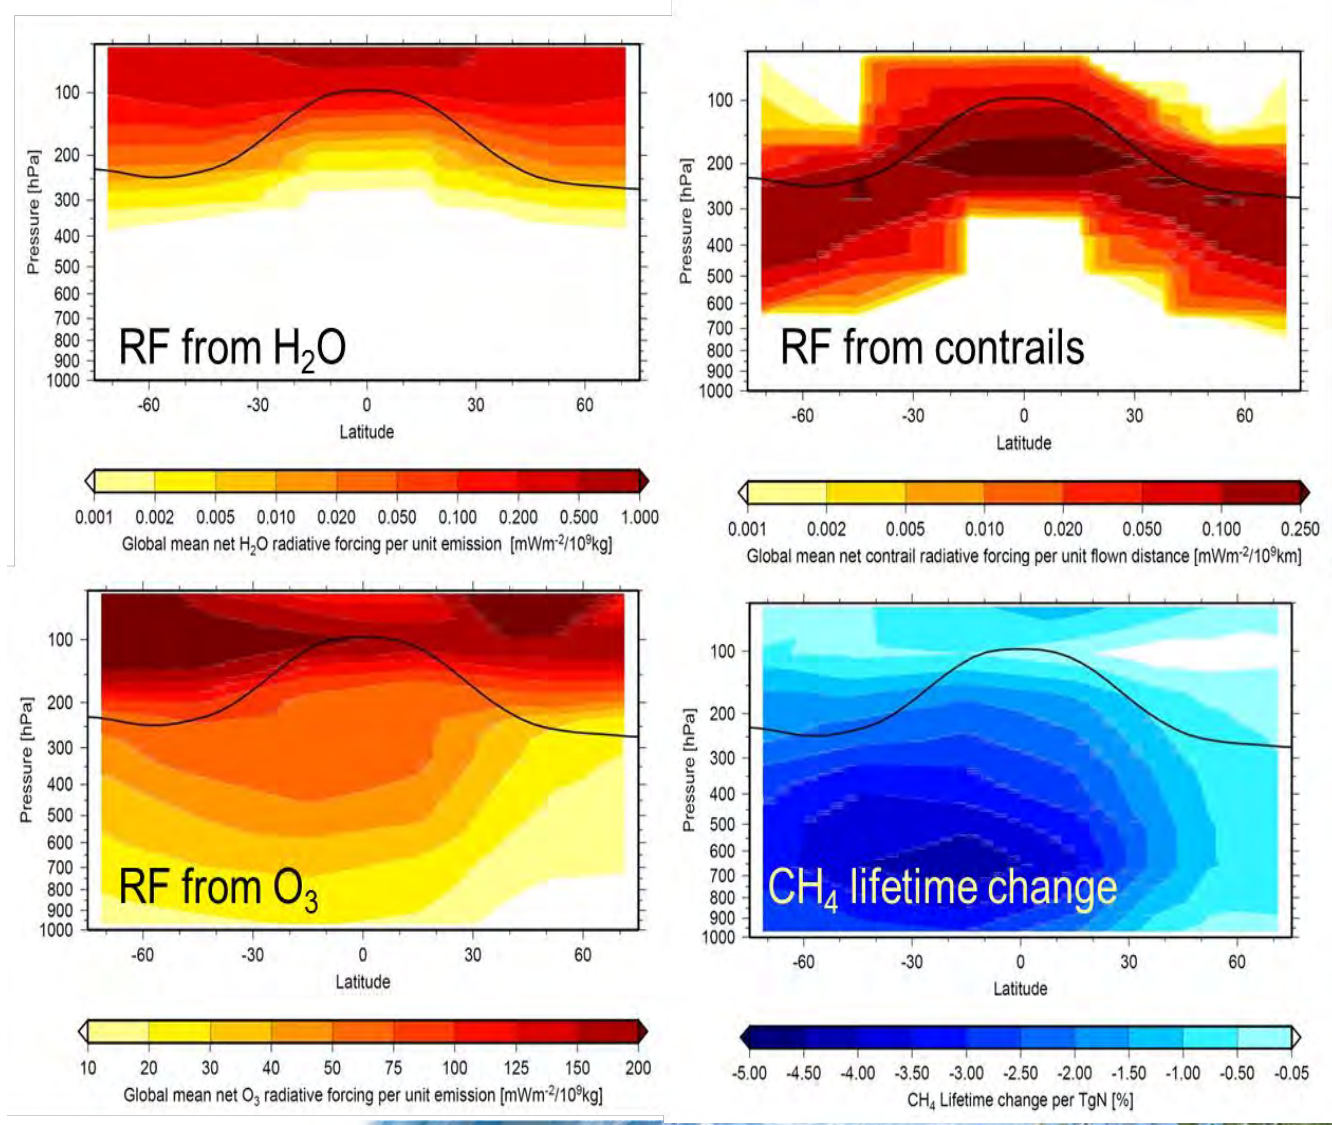 100
200
300
400
500
600
700
800
900
1000
Pressure [hPa]
RF from H₂O
-60 -30 0 30 60
Latitude
0.001 0.002 0.005 0.010 0.020 0.050 0.100 0.200 0.500 1.000
Global mean net H₂O radiative forcing per unit emission [mWm⁻²/10⁹kg]
100
200
300
400
500
600
700
800
900
1000
Pressure [hPa]
RF from contrails
-60 -30 0 30 60
Latitude
0.001 0.002 0.005 0.010 0.020 0.050 0.100 0.250
Global mean net contrail radiative forcing per unit flown distance [mWm⁻²/10⁹km]
100
200
300
400
500
600
700
800
900
1000
Pressure [hPa]
RF from O₃
-60 -30 0 30 60
Latitude
10 20 30 40 50 75 100 125 150 200
Global mean net O₃ radiative forcing per unit emission [mWm⁻²/10⁹kg]
100
200
300
400
500
600
700
800
900
1000
Pressure [hPa]
CH₄ lifetime change
-60 -30 0 30 60
Latitude
-5.00 -4.50 -4.00 -3.50 -3.00 -2.50 -2.00 -1.50 -1.00 -0.50 -0.05
CH₄ Lifetime change per TgN [%]